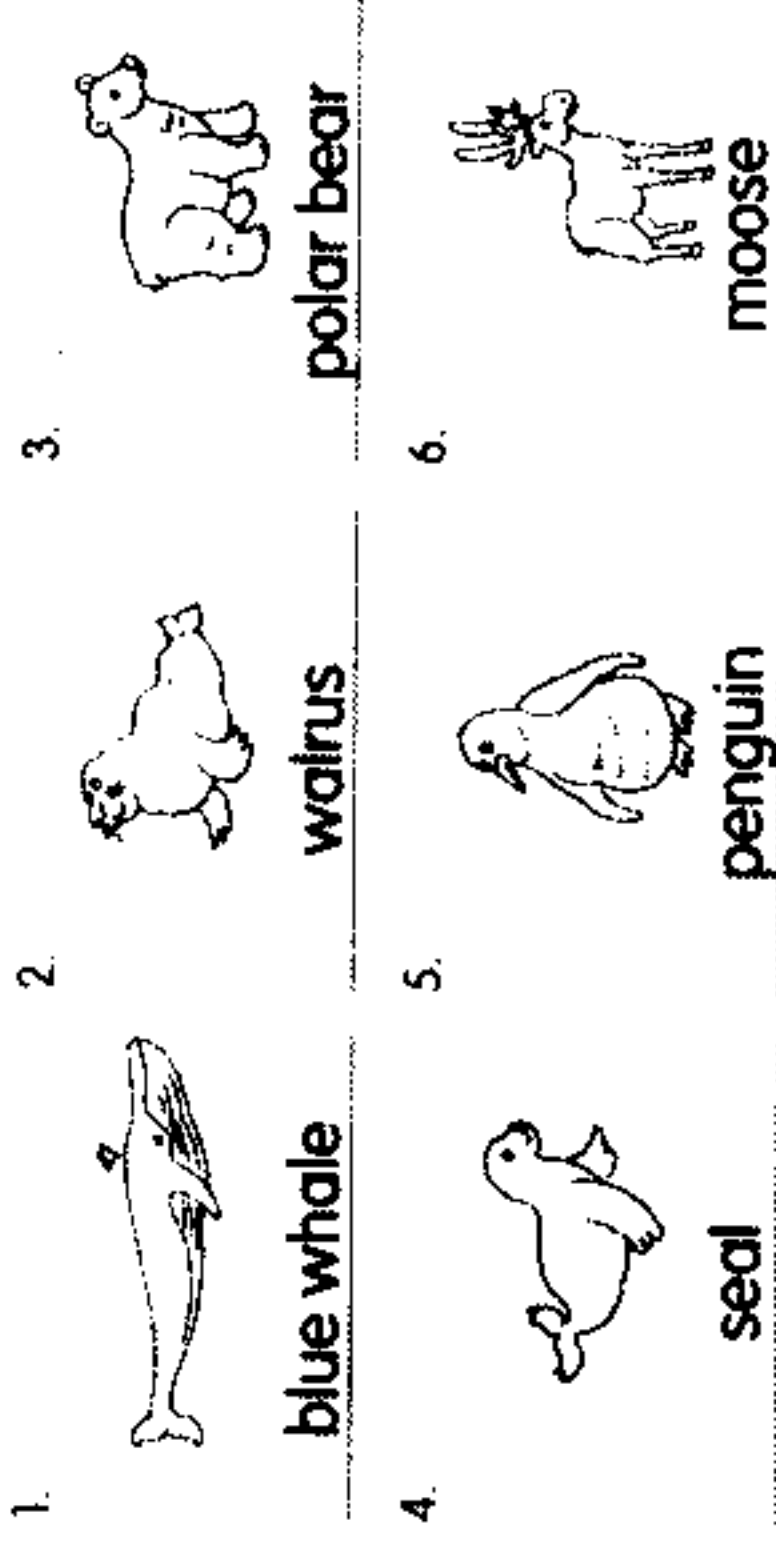 1.
blue whale
2.
walrus
3.
polar bear
4.
seal
5.
penguin
6.
moose